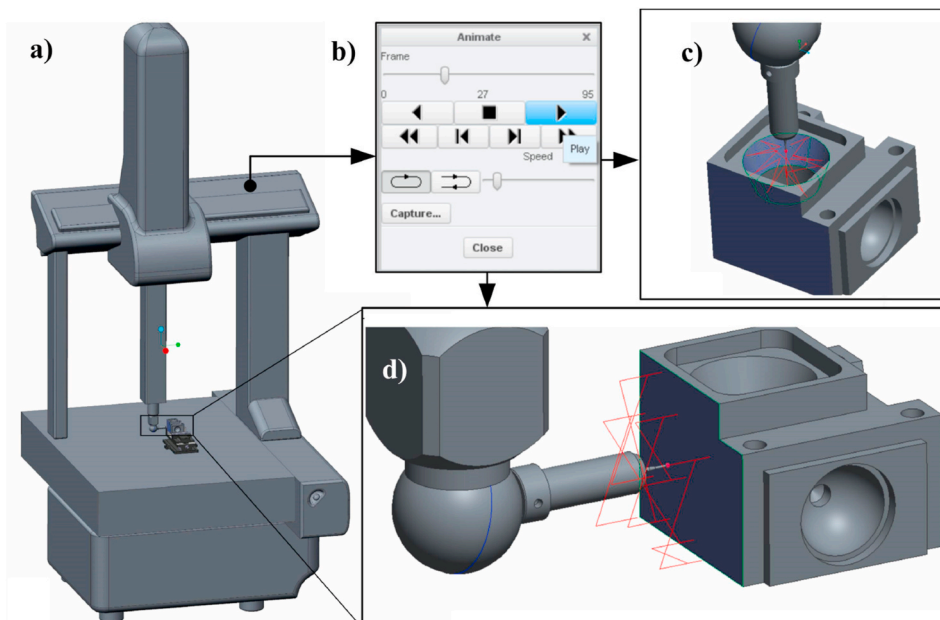 a)
b)
Animate X
Frame
0 27 95
Play
Speed
Capture...
Close
c)
d)